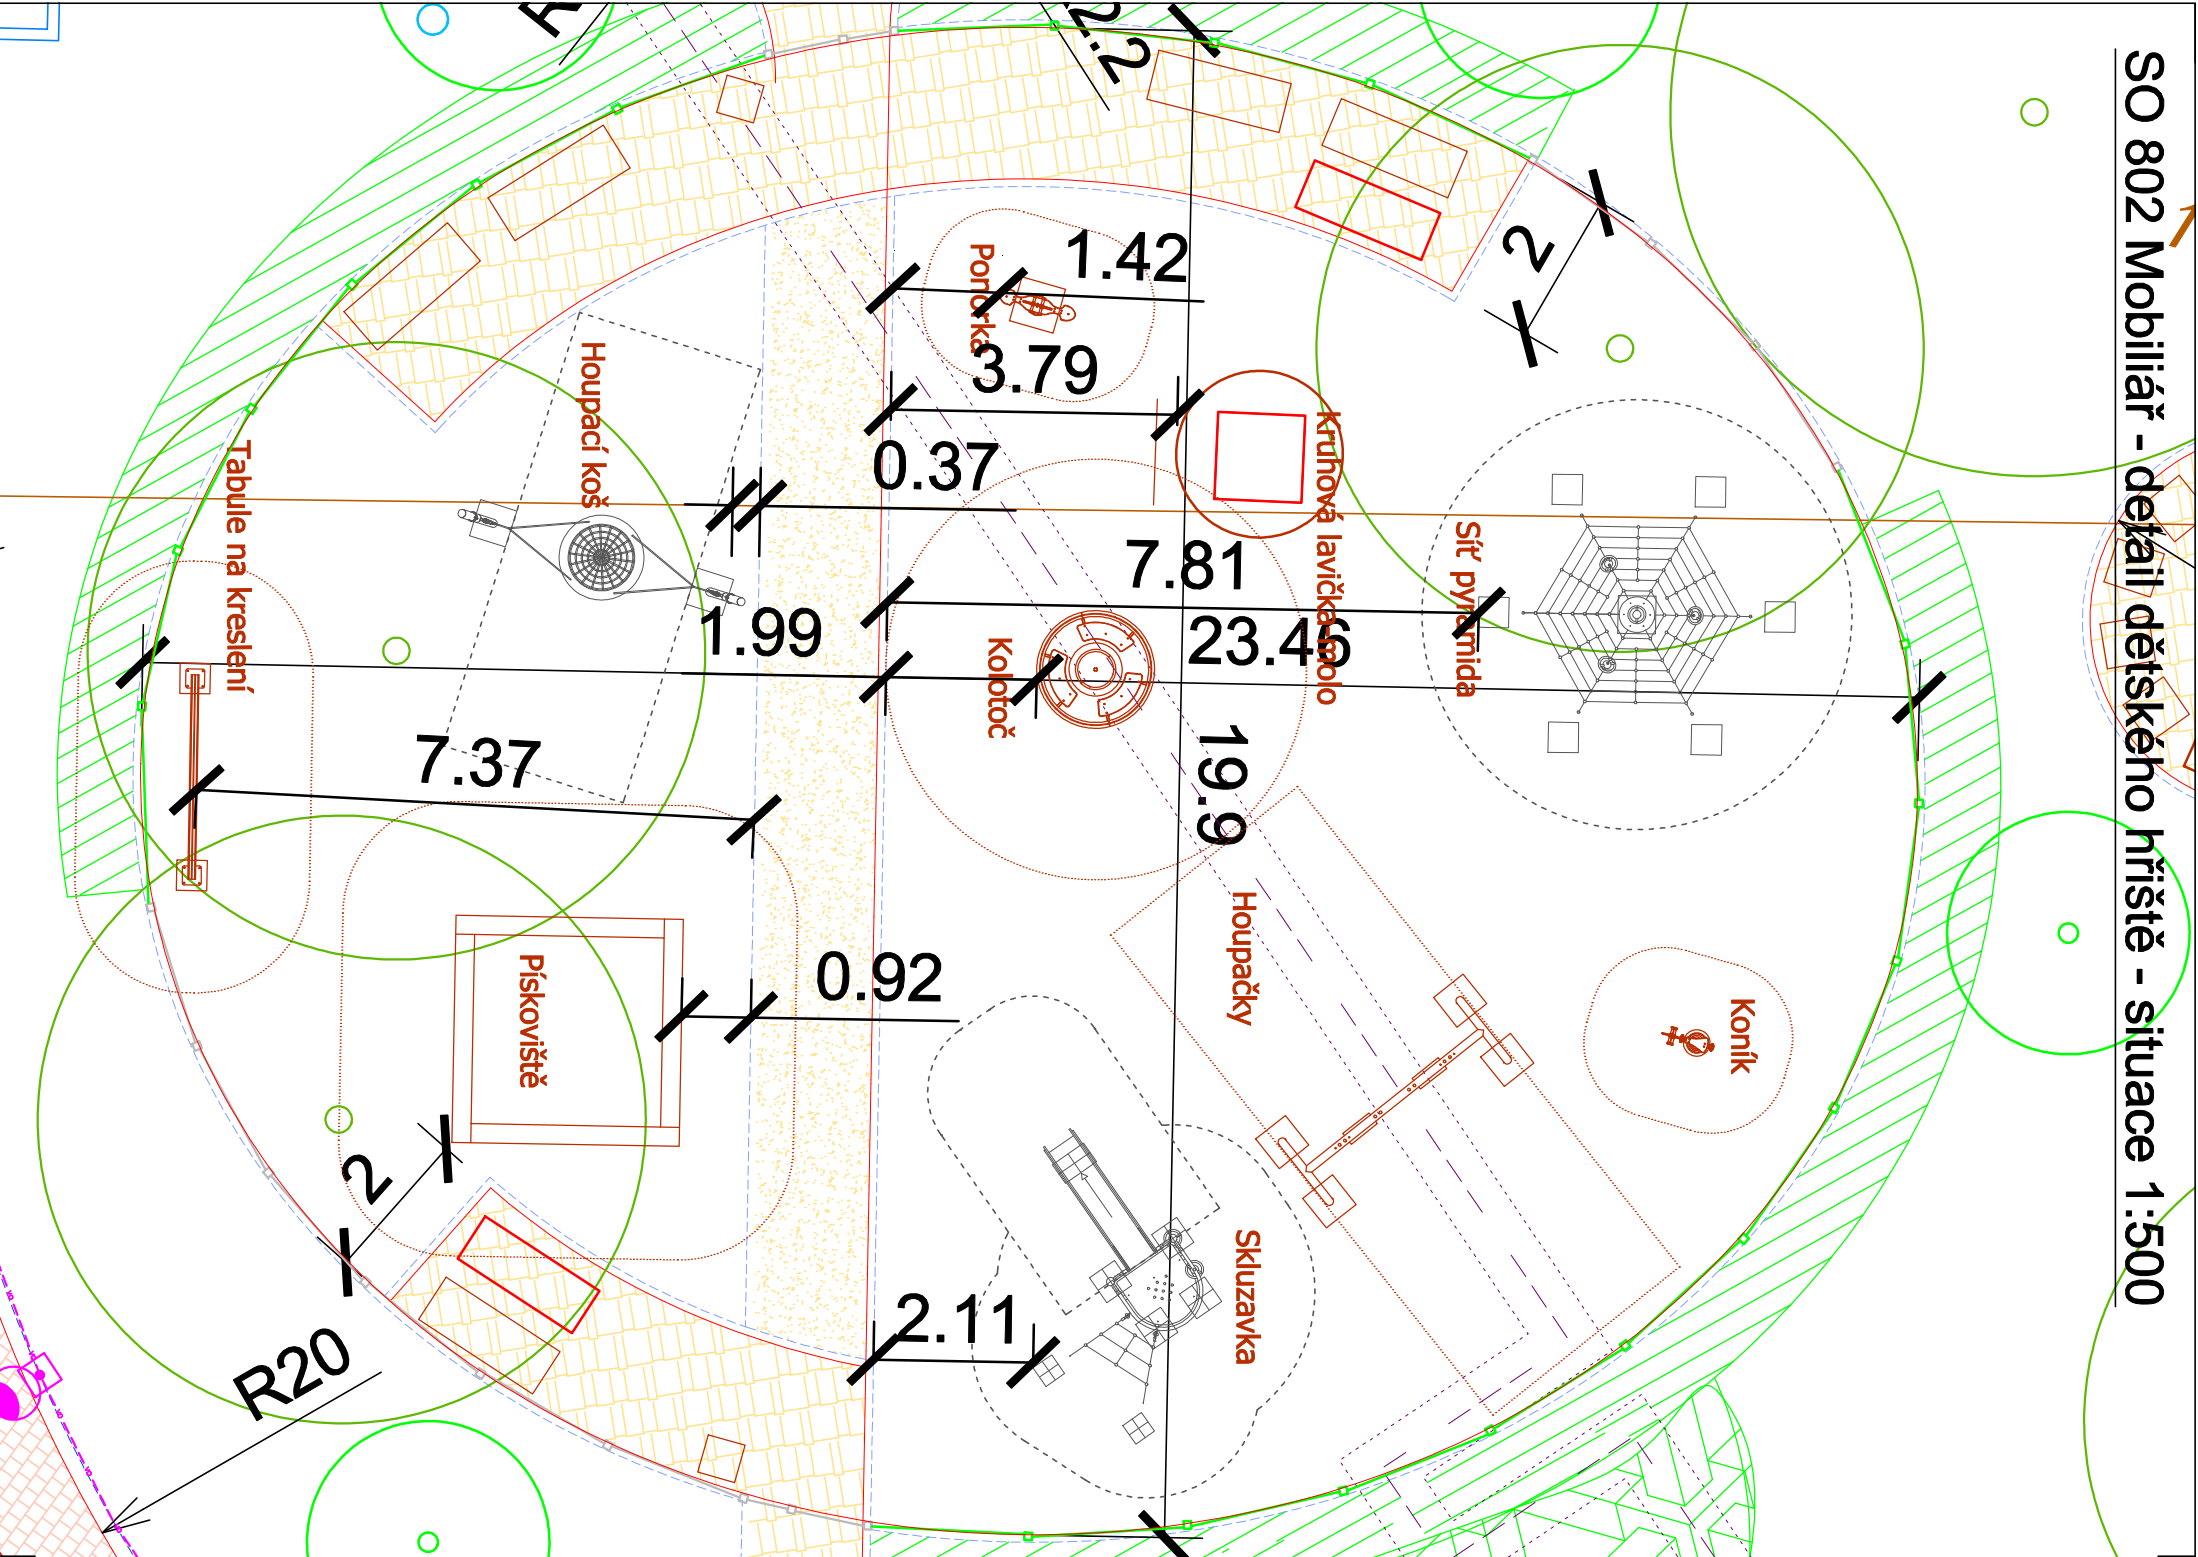 SO 802 Mobiliář - detail dětského hřiště - situace 1:500
2.2
2
1.42
Ponorka
3.79
Houpací koš
Kruhová lavička molo
0.37
Tabule na kreslení
Síť pyramida
7.81
1.99
23.46
Kolotoč
7.37
19.9
Houpačky
0.92
Pískoviště
Koník
2
Skluzavka
2.11
R20